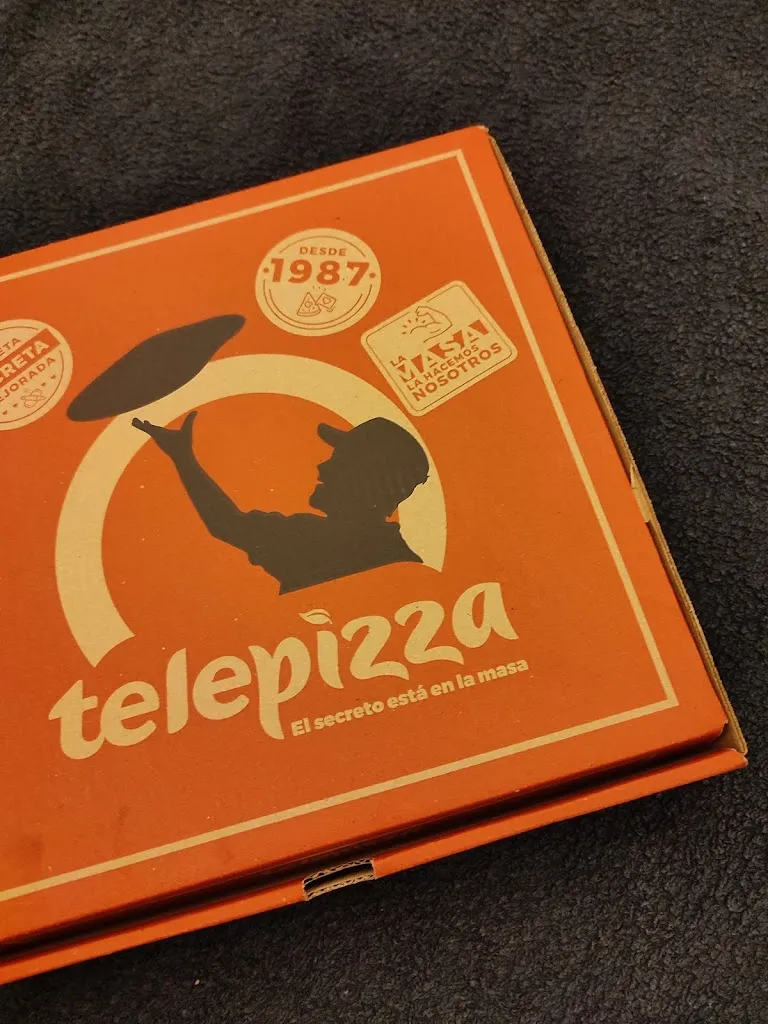 DESDE
1987
LA
MASA
LA HACEMOS
NOSOTROS
telepizza
El secreto está en la masa